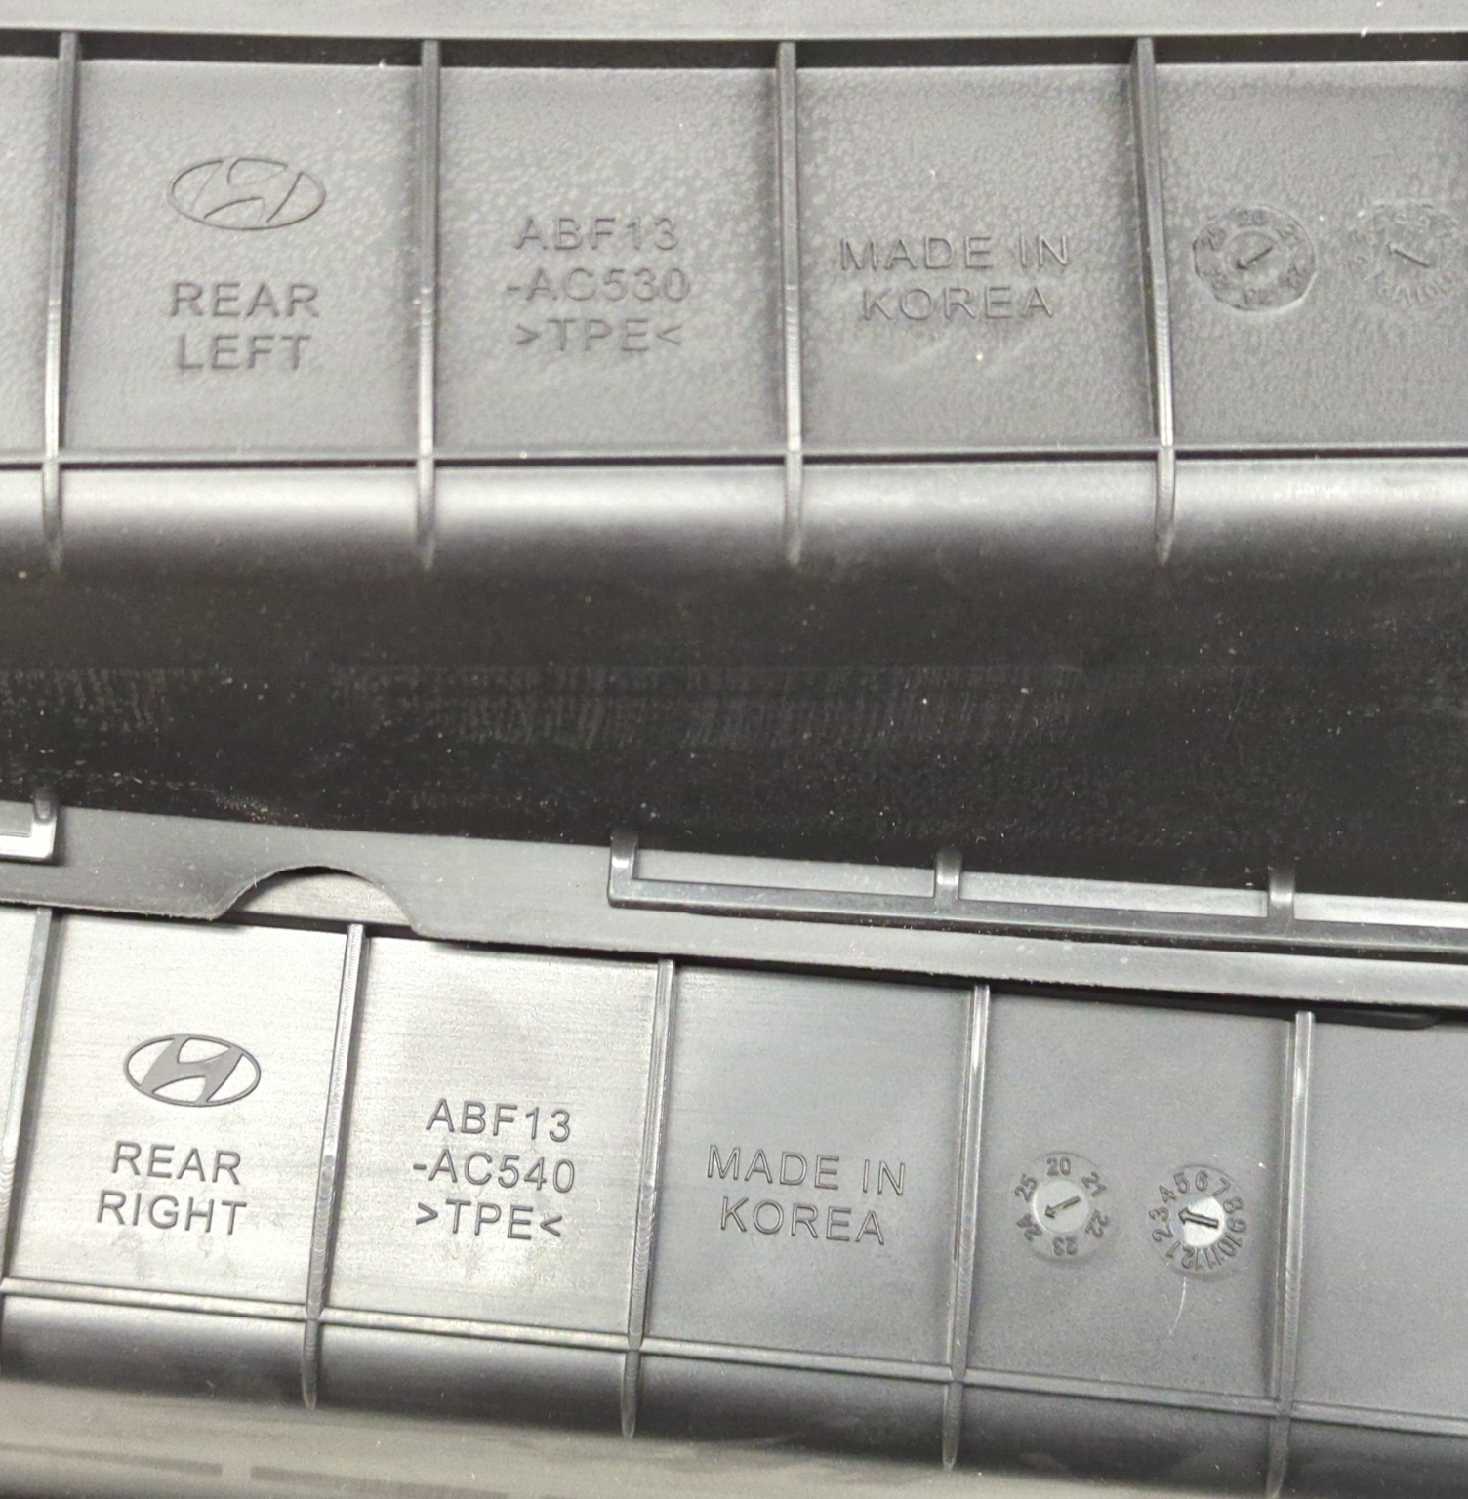 REAR
LEFT
ABF13
-AC530
>TPE<
MADE IN
KOREA
REAR
RIGHT
ABF13
-AC540
>TPE<
MADE IN
KOREA
20 21 22 23 24 25
1 2 3 4 5 6 7 8 9 10 11 12